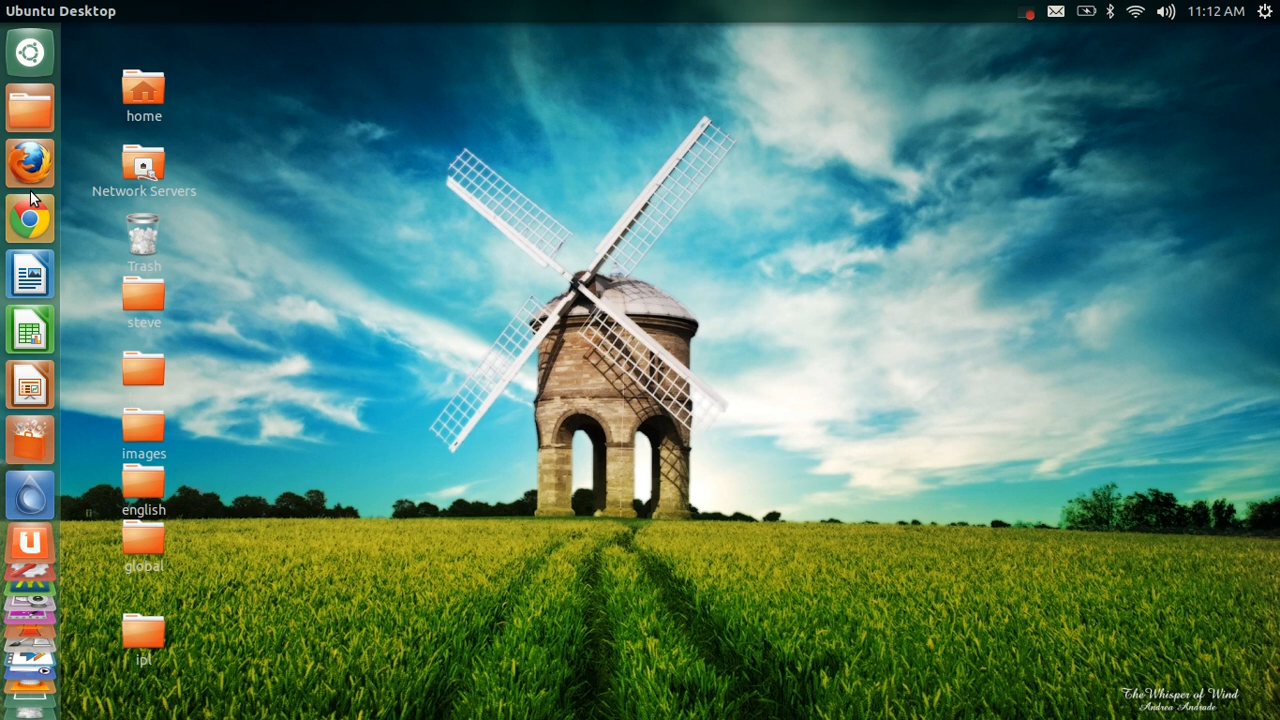 Ubuntu Desktop
11:12 AM
home
Network Servers
Trash
steve
images
english
global
ipl
The Whisper of Wind
Andrea Andrade